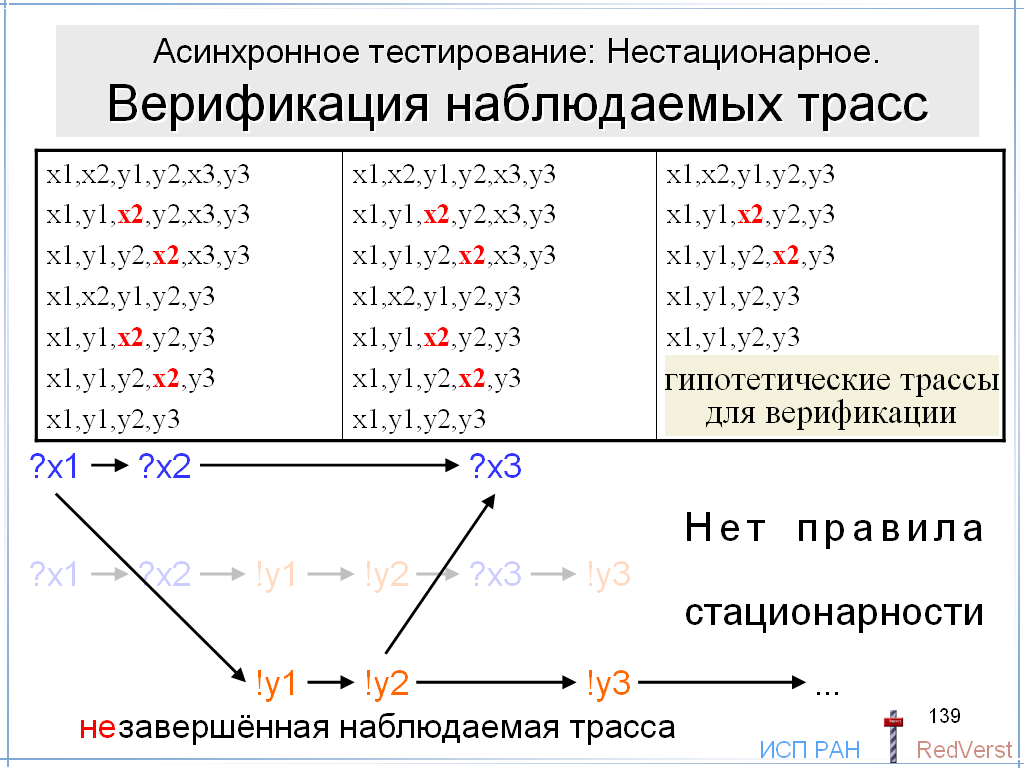 Асинхронное тестирование: Нестационарное.
Верификация наблюдаемых трасс
x1,x2,y1,y2,x3,y3
x1,y1,x2,y2,x3,y3
x1,y1,y2,x2,x3,y3
x1,x2,y1,y2,y3
x1,y1,x2,y2,y3
x1,y1,y2,x2,y3
x1,y1,y2,y3
x1,x2,y1,y2,x3,y3
x1,y1,x2,y2,x3,y3
x1,y1,y2,x2,x3,y3
x1,x2,y1,y2,y3
x1,y1,x2,y2,y3
x1,y1,y2,x2,y3
x1,y1,y2,y3
x1,x2,y1,y2,y3
x1,y1,x2,y2,y3
x1,y1,y2,x2,y3
x1,y1,y2,y3
x1,y1,y2,y3
гипотетические трассы
для верификации
?x1 ?x2 ?x3
Нет правила
?x1 ?x2 !y1 !y2 ?x3 !y3
стационарности
!y1 !y2 !y3 ...
незавершённая наблюдаемая трасса
139
ИСП РАН RedVerst